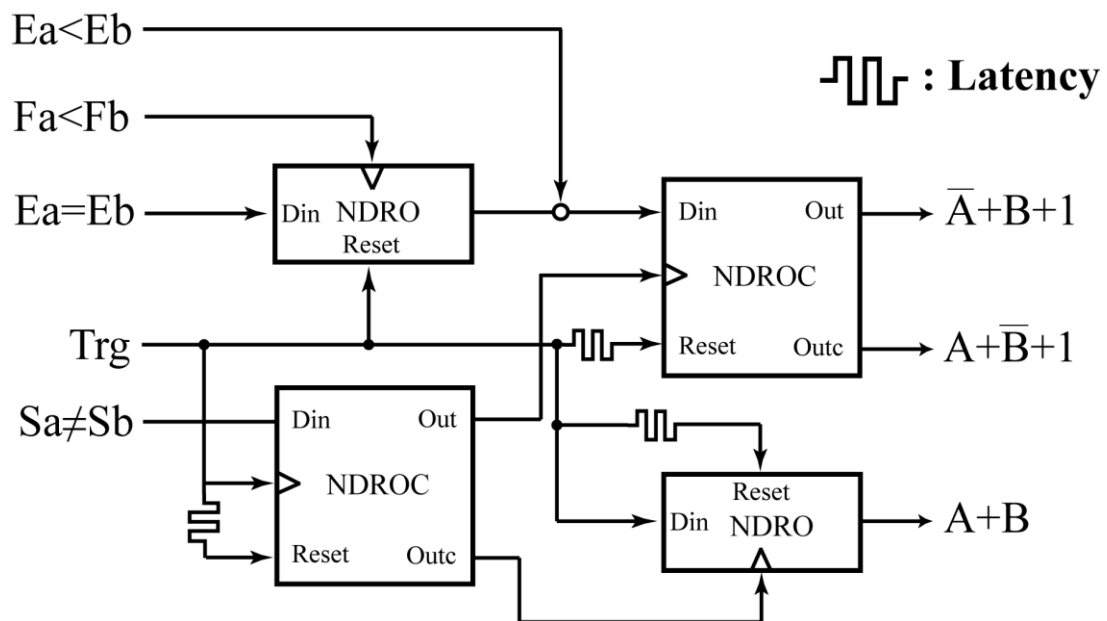 Ea<Eb
: Latency
Fa<Fb
Ea=Eb
Din NDRO
Reset
Din Out
NDROC
Reset Outc
A̅+B+1
A+B̅+1
Trg
Sa≠Sb
Din Out
NDROC
Reset Outc
Reset
Din NDRO
A+B